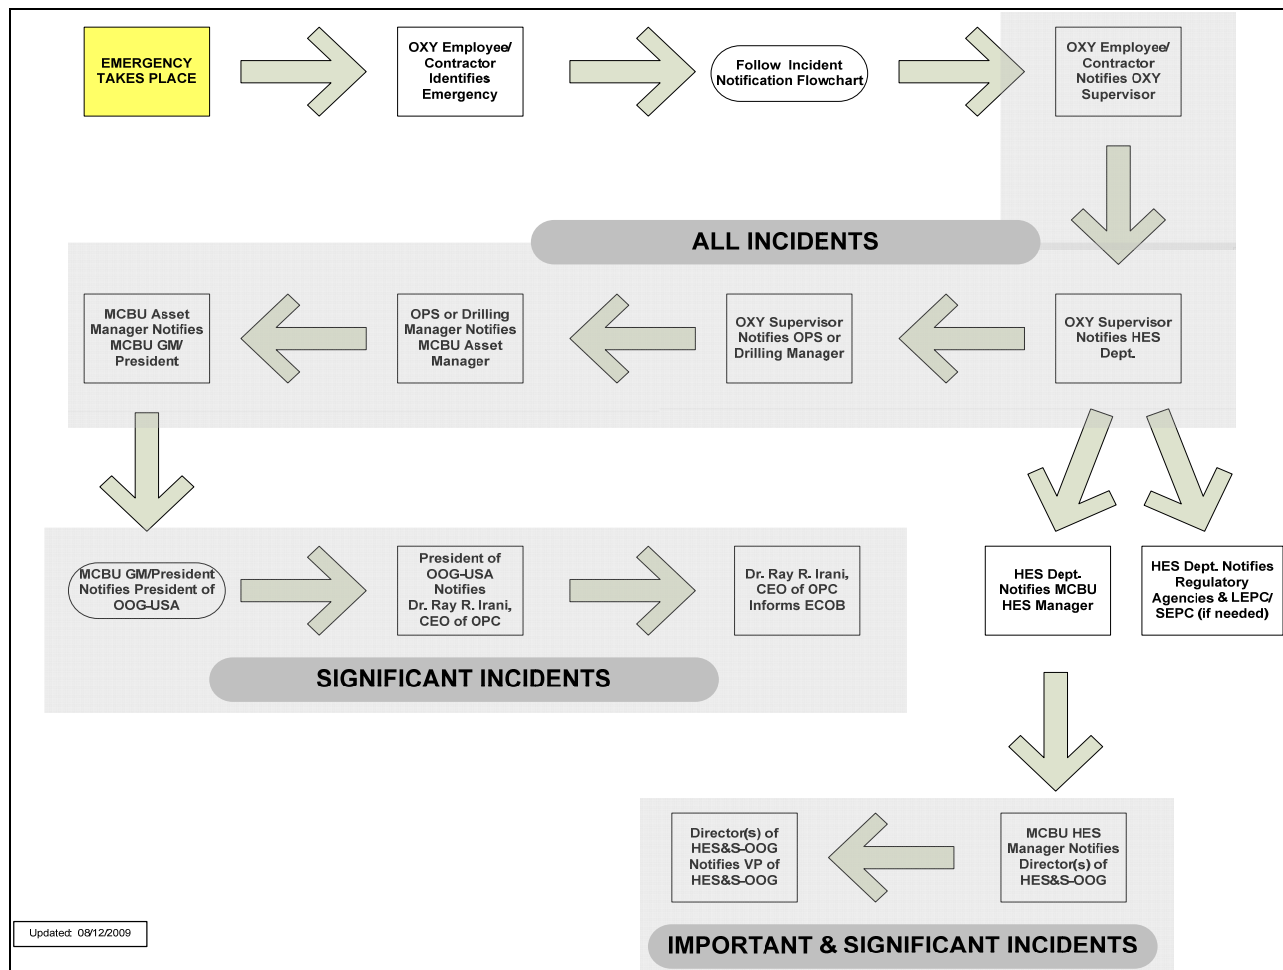 EMERGENCY
TAKES PLACE
OXY Employee/
Contractor
Identifies
Emergency
Follow Incident
Notification Flowchart
OXY Employee/
Contractor
Notifies OXY
Supervisor
ALL INCIDENTS
MCBU Asset
Manager Notifies
MCBU GM/
President
OPS or Drilling
Manager Notifies
MCBU Asset
Manager
OXY Supervisor
Notifies OPS or
Drilling Manager
OXY Supervisor
Notifies HES
Dept.
MCBU GM/President
Notifies President of
OOG-USA
President of
OOG-USA
Notifies
Dr. Ray R. Irani,
CEO of OPC
Dr. Ray R. Irani,
CEO of OPC
Informs ECOB
HES Dept.
Notifies MCBU
HES Manager
HES Dept. Notifies
Regulatory
Agencies & LEPC/
SEPC (if needed)
SIGNIFICANT INCIDENTS
Director(s) of
HES&S-OOG
Notifies VP of
HES&S-OOG
MCBU HES
Manager Notifies
Director(s) of
HES&S-OOG
IMPORTANT & SIGNIFICANT INCIDENTS
Updated: 08/12/2009